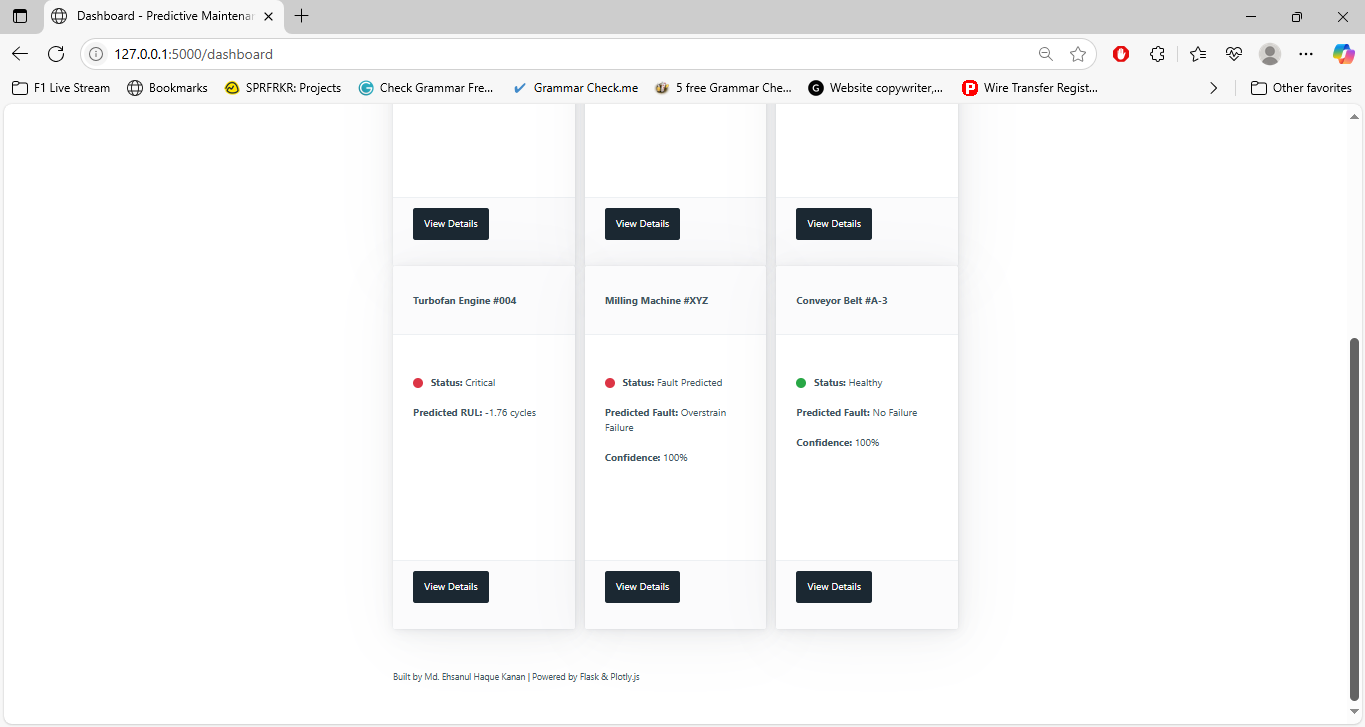 Dashboard - Predictive Maintenan
127.0.0.1:5000/dashboard
F1 Live Stream
Bookmarks
SPRFRKR: Projects
Check Grammar Fre...
Grammar Check.me
5 free Grammar Che...
Website copywriter,...
Wire Transfer Regist...
Other favorites
View Details
View Details
View Details
Turbofan Engine #004
Milling Machine #XYZ
Conveyor Belt #A-3
Status: Critical
Predicted RUL: -1.76 cycles
Status: Fault Predicted
Predicted Fault: Overstrain
Failure
Confidence: 100%
Status: Healthy
Predicted Fault: No Failure
Confidence: 100%
View Details
View Details
View Details
Built by Md. Ehsanul Haque Kanan | Powered by Flask & Plotly.js